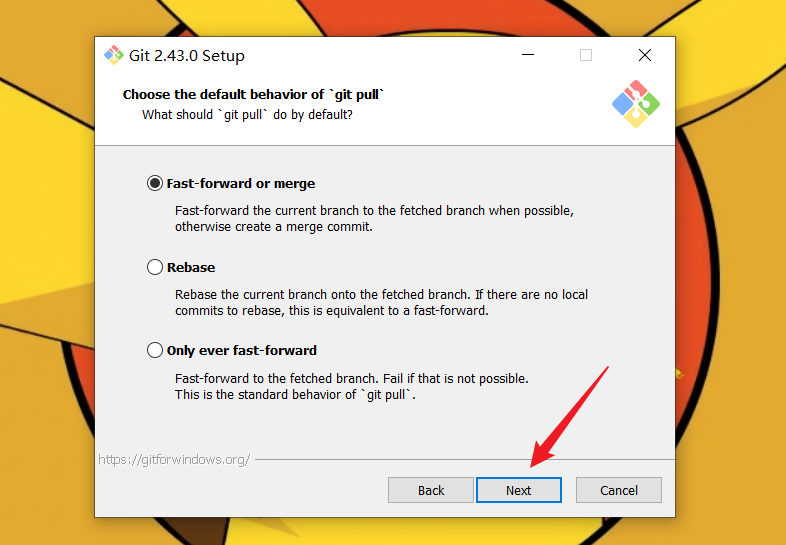 Git 2.43.0 Setup
Choose the default behavior of `git pull`
What should `git pull` do by default?
Fast-forward or merge
Fast-forward the current branch to the fetched branch when possible,
otherwise create a merge commit.
Rebase
Rebase the current branch onto the fetched branch. If there are no local
commits to rebase, this is equivalent to a fast-forward.
Only ever fast-forward
Fast-forward to the fetched branch. Fail if that is not possible.
This is the standard behavior of `git pull`.
https://gitforwindows.org/
Back
Next
Cancel